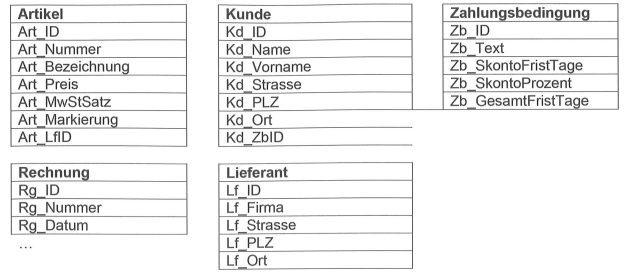 Artikel
Art_ID
Art_Nummer
Art_Bezeichnung
Art_Preis
Art_MwStSatz
Art_Markierung
Art_LfID
Kunde
Kd_ID
Kd_Name
Kd_Vorname
Kd_Strasse
Kd_PLZ
Kd_Ort
Kd_ZbID
Zahlungsbedingung
Zb_ID
Zb_Text
Zb_SkontoFristTage
Zb_SkontoProzent
Zb_GesamtFristTage
Rechnung
Rg_ID
Rg_Nummer
Rg_Datum
...
Lieferant
Lf_ID
Lf_Firma
Lf_Strasse
Lf_PLZ
Lf_Ort